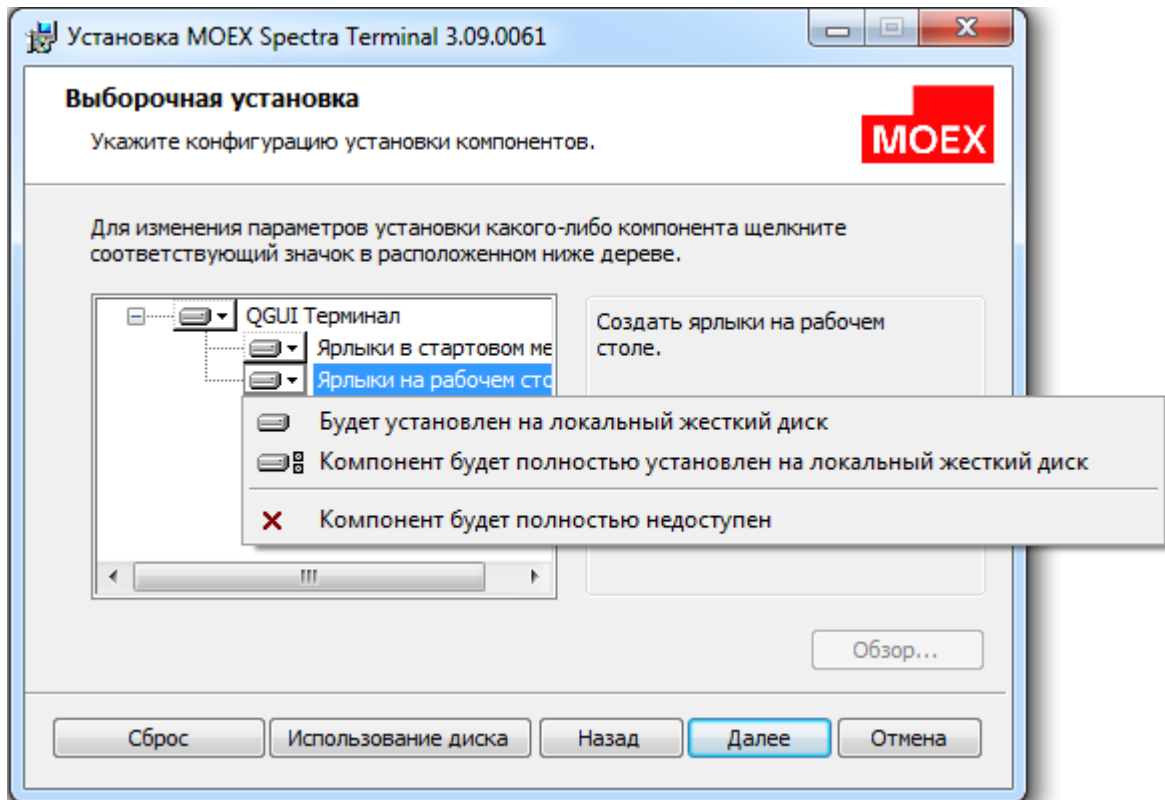 Установка MOEX Spectra Terminal 3.09.0061
Выборочная установка
Укажите конфигурацию установки компонентов.
MOEX
Для изменения параметров установки какого-либо компонента щелкните
соответствующий значок в расположенном ниже дереве.
QGUI Терминал
Ярлыки в стартовом ме
Ярлыки на рабочем сто
Создать ярлыки на рабочем
столе.
Будет установлен на локальный жесткий диск
Компонент будет полностью установлен на локальный жесткий диск
Компонент будет полностью недоступен
Обзор...
Сброс
Использование диска
Назад
Далее
Отмена